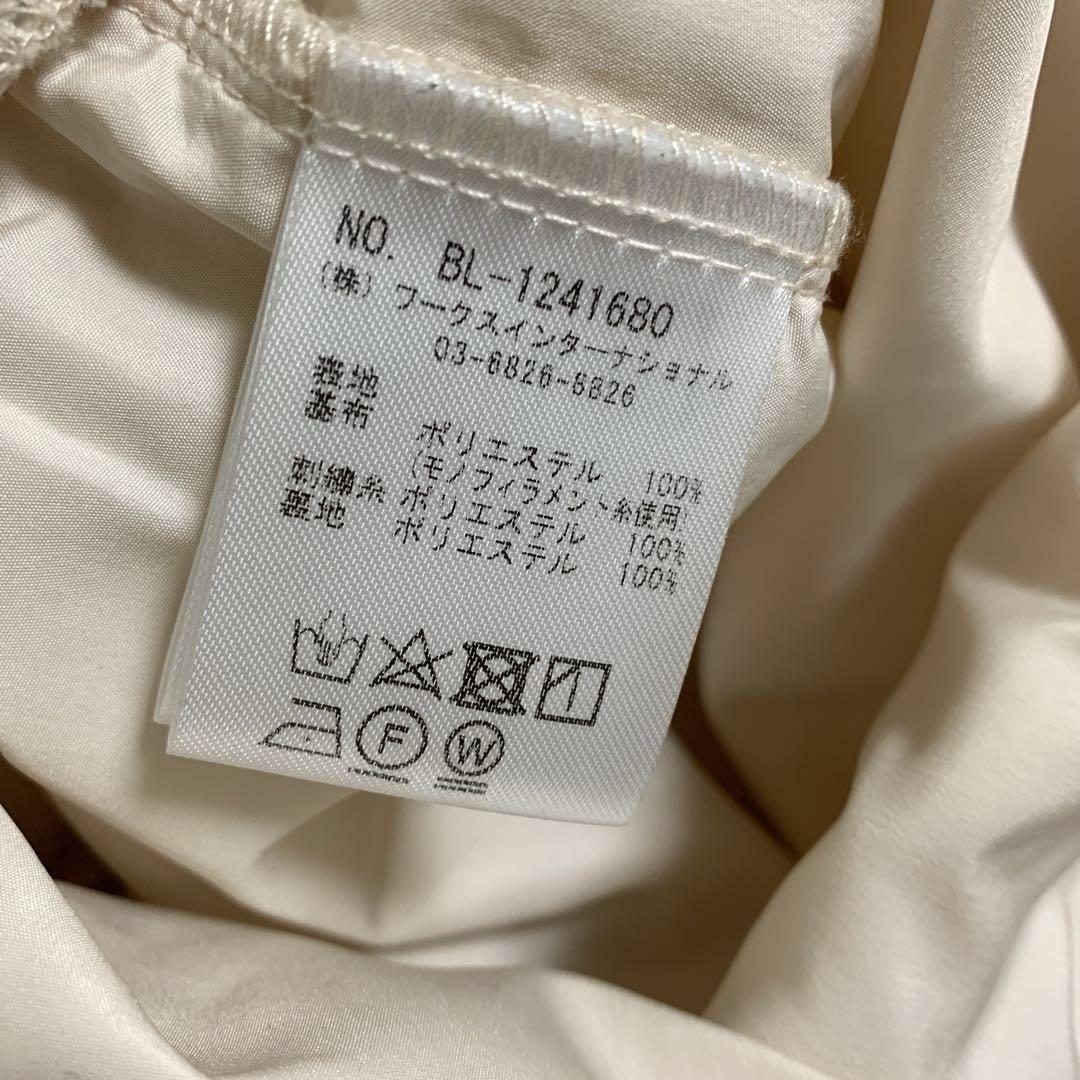 NO. BL-1241680
(株)ワークスインターナショナル
03-6826-8826
表地
基布 ポリエステル 100%
(モノフィラメント糸使用)
刺繍糸 ポリエステル 100%
裏地 ポリエステル 100%
F W